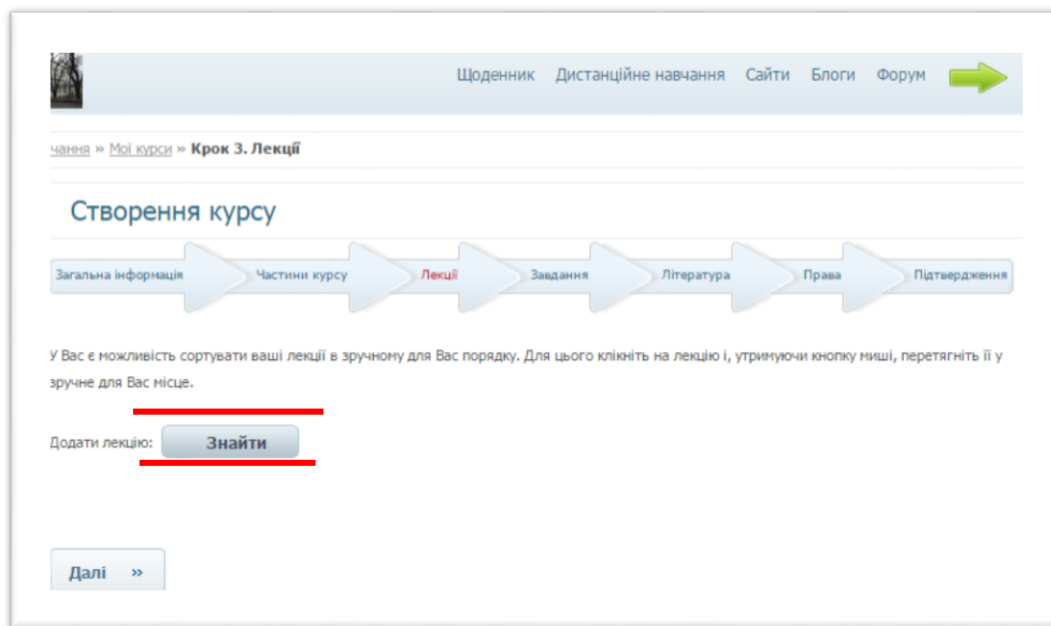 Щоденник Дистанційне навчання Сайти Блоги Форум
чання » Мої курси » Крок 3. Лекції
Створення курсу
Загальна інформація Частини курсу Лекції Завдання Література Права Підтвердження
У Вас є можливість сортувати ваші лекції в зручному для Вас порядку. Для цього клікніть на лекцію і, утримуючи кнопку миші, перетягніть її у
зручне для Вас місце.
Додати лекцію: Знайти
Далі »